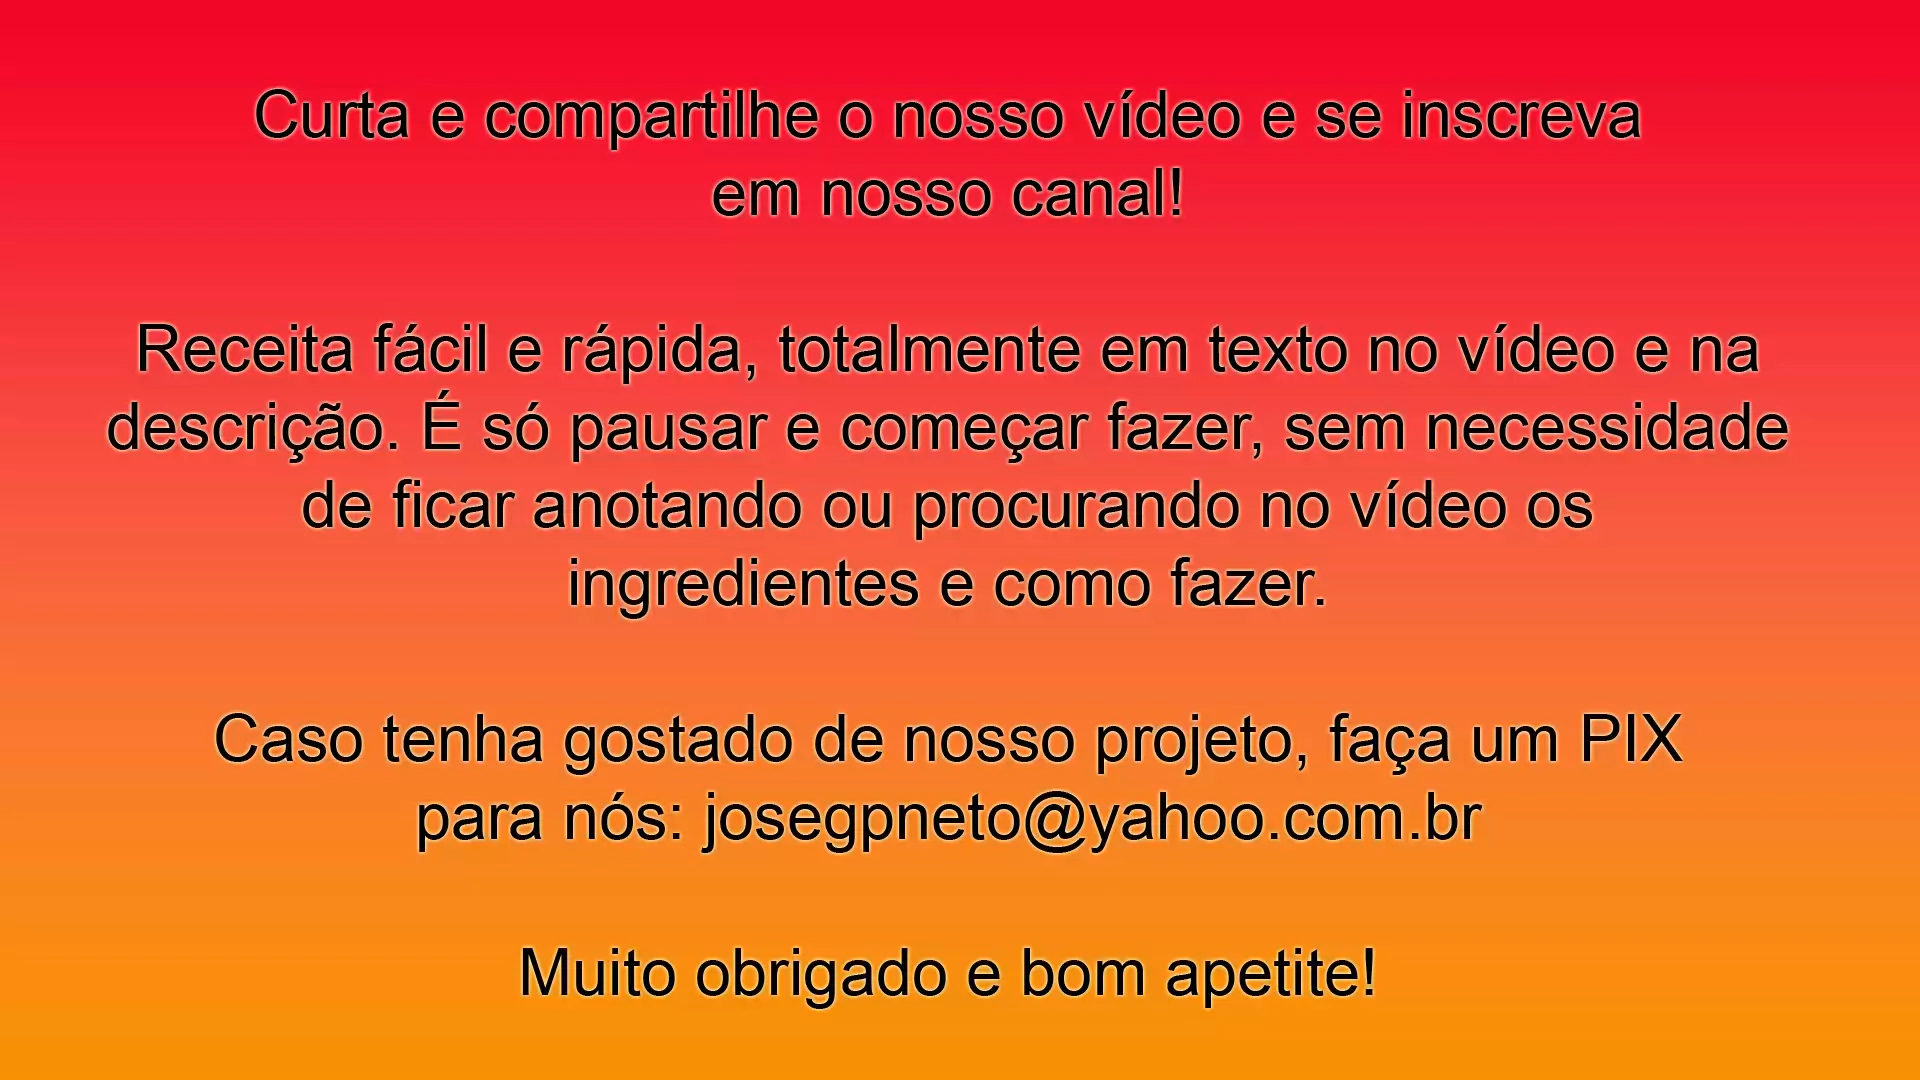 Curta e compartilhe o nosso vídeo e se inscreva
em nosso canal!
Receita fácil e rápida, totalmente em texto no vídeo e na
descrição. É só pausar e começar fazer, sem necessidade
de ficar anotando ou procurando no vídeo os
ingredientes e como fazer.
Caso tenha gostado de nosso projeto, faça um PIX
para nós: josegpneto@yahoo.com.br
Muito obrigado e bom apetite!